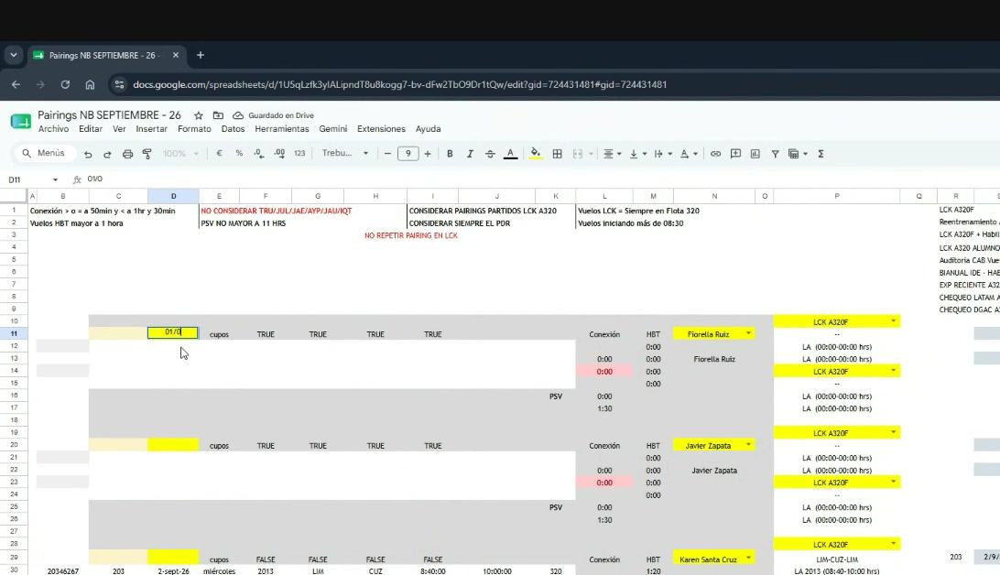 Pairings NB SEPTIEMBRE - 26 -
docs.google.com/spreadsheets/d/1U5qLzfk3ylALipndT8u8kogg7-bv-dFw2TbO9Dr1tQw/edit?gid=724431481#gid=724431481
Pairings NB SEPTIEMBRE - 26 Guardado en Drive
Archivo Editar Ver Insertar Formato Datos Herramientas Gemini Extensiones Ayuda
Menús 100% € % .0 .00 123 Trebu... − 9 + B I S A Σ
D11 fx 01/0
A B C D E F G H I J K L M N O P Q R S
1 Conexión > o = a 50min y < a 1hr y 30min NO CONSIDERAR TRU/JUL/JAE/AYP/JAU/IQT CONSIDERAR PAIRINGS PARTIDOS LCK A320 Vuelos LCK = Siempre en Flota 320 LCK A320F
2 Vuelos HBT mayor a 1 hora PSV NO MAYOR A 11 HRS CONSIDERAR SIEMPRE EL PDR Vuelos iniciando más de 08:30 Reentrenamiento
3 NO REPETIR PAIRING EN LCK LCK A320F + Habil
4 LCK A320 ALUMNO
5 Auditoria CAB Vue
6 BIANUAL IDE - HAB
7 EXP RECIENTE A32
8 CHEQUEO LATAM A
9 CHEQUEO DGAC A
10 LCK A320F
11 01/0 cupos TRUE TRUE TRUE TRUE Conexión HBT Fiorella Ruiz --
12 0:00 LA (00:00-00:00 hrs)
13 0:00 0:00 Fiorella Ruiz LA (00:00-00:00 hrs)
14 0:00 0:00 LCK A320F
15 0:00 --
16 PSV 0:00 LA (00:00-00:00 hrs)
17 1:30 LA (00:00-00:00 hrs)
18
19 LCK A320F
20 cupos TRUE TRUE TRUE TRUE Conexión HBT Javier Zapata --
21 0:00 LA (00:00-00:00 hrs)
22 0:00 0:00 Javier Zapata LA (00:00-00:00 hrs)
23 0:00 0:00 LCK A320F
24 0:00 --
25 PSV 0:00 LA (00:00-00:00 hrs)
26 1:30 LA (00:00-00:00 hrs)
27
28 LCK A320F
29 cupos FALSE FALSE FALSE FALSE Conexión HBT Karen Santa Cruz LIM-CUZ-LIM 203 2/9/
30 20346267 203 2-sept-26 miércoles 2013 LIM CUZ 8:40:00 10:00:00 320 1:20 LA 2013 (08:40-10:00 hrs)